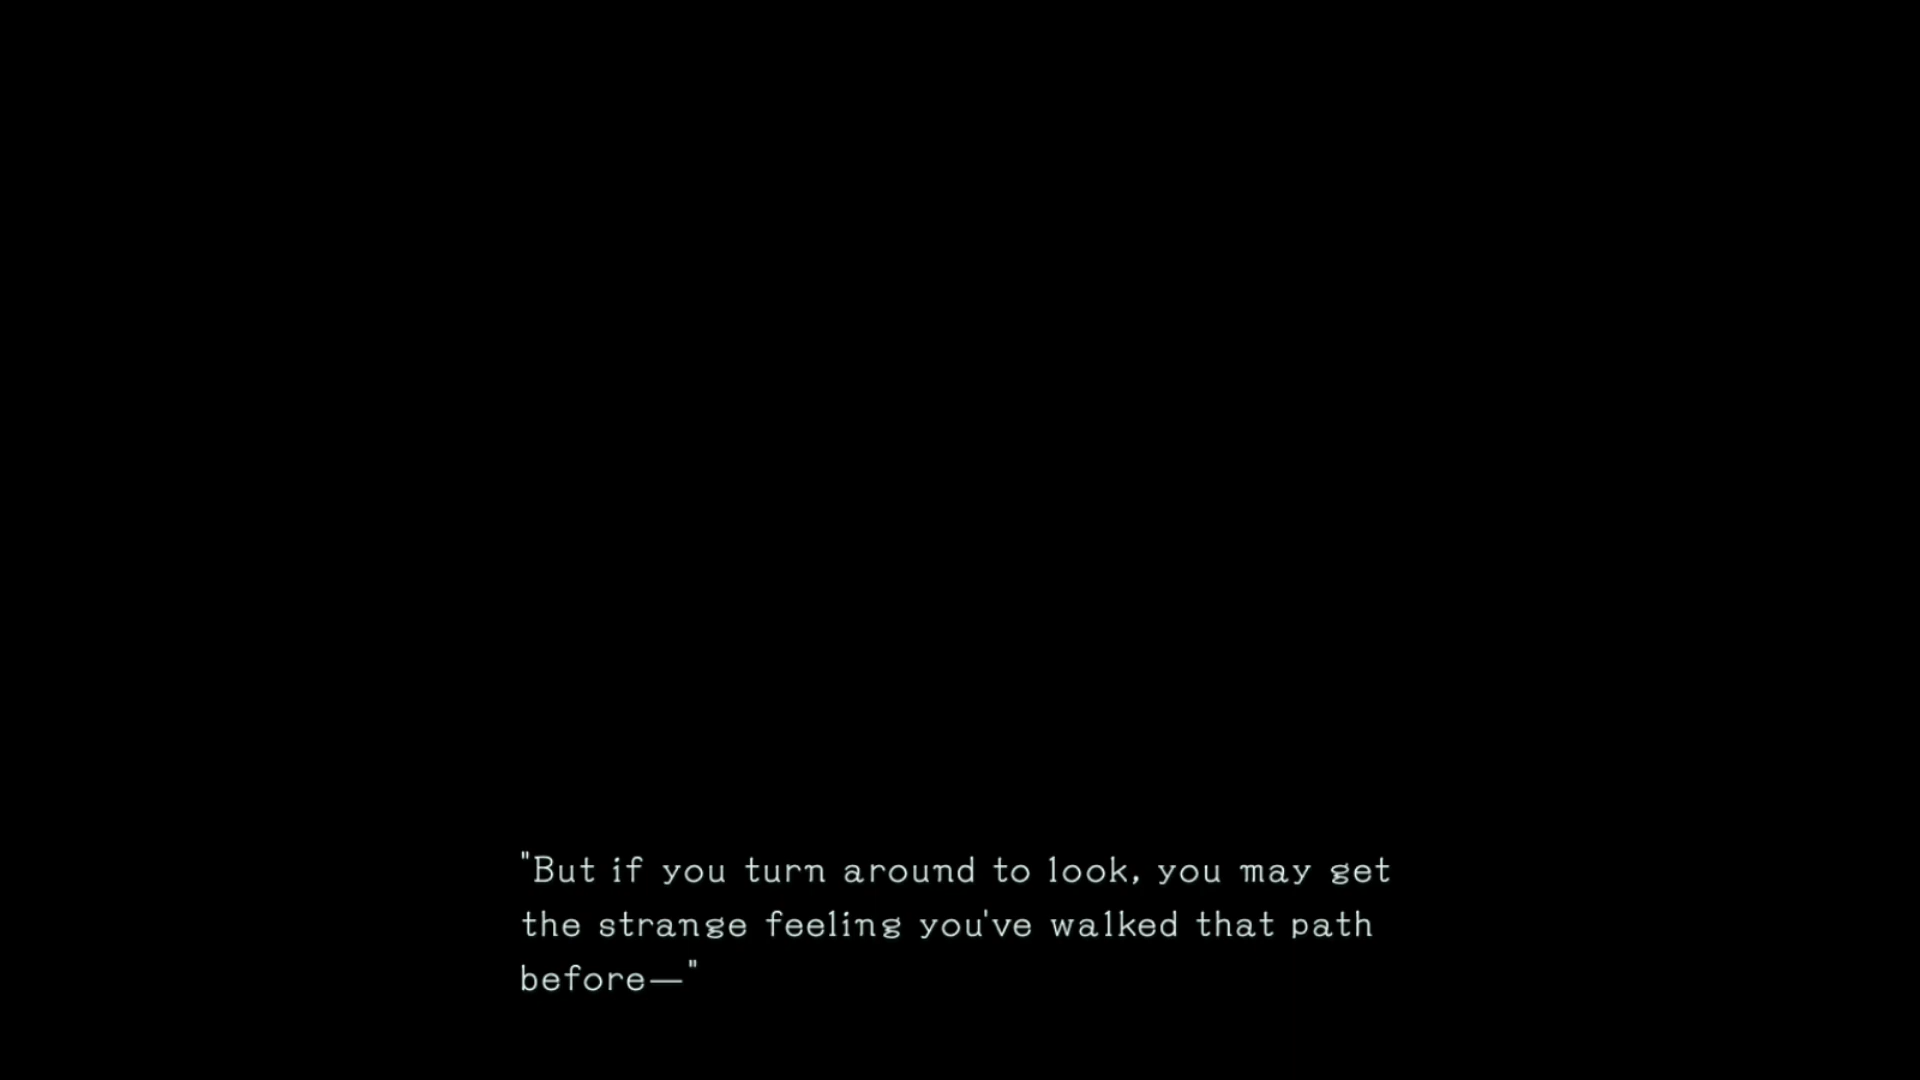 "But if you turn around to look, you may get
the strange feeling you've walked that path
before—"